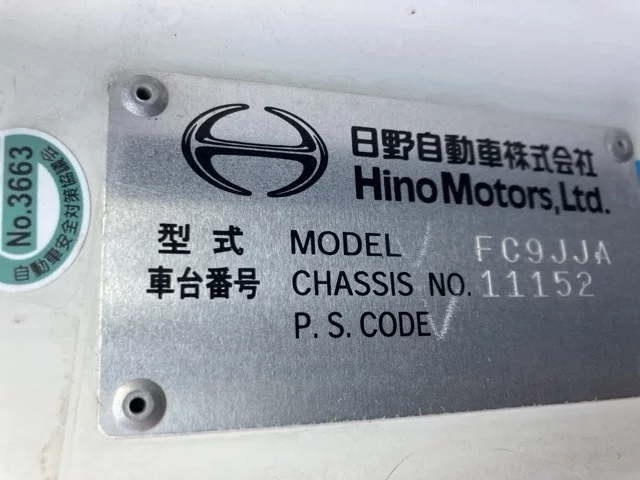 日野自動車株式会社
Hino Motors, Ltd.
型式 MODEL FC9JJA
車台番号 CHASSIS NO. 11152
P. S. CODE
No.3663
自動車安全対策協議会